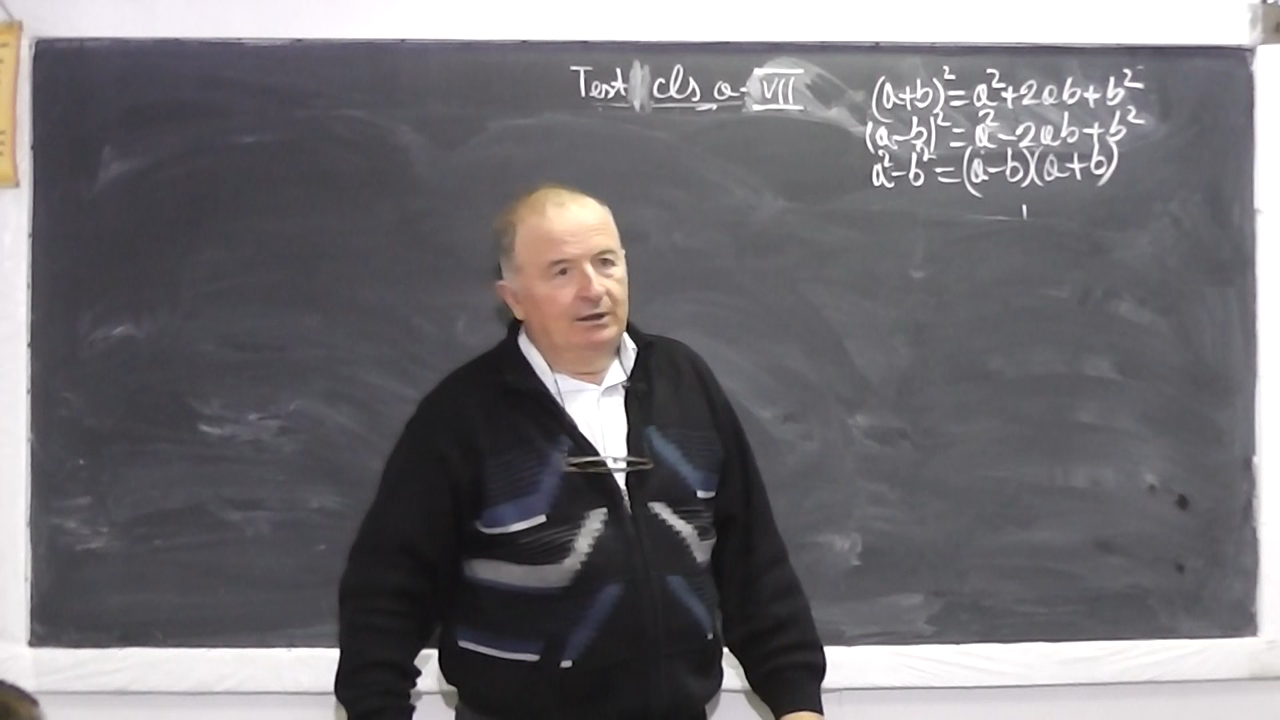 Test cls a VII
(a+b)²=a²+2ab+b²
(a-b)²=a²-2ab+b²
a²-b²=(a-b)(a+b)